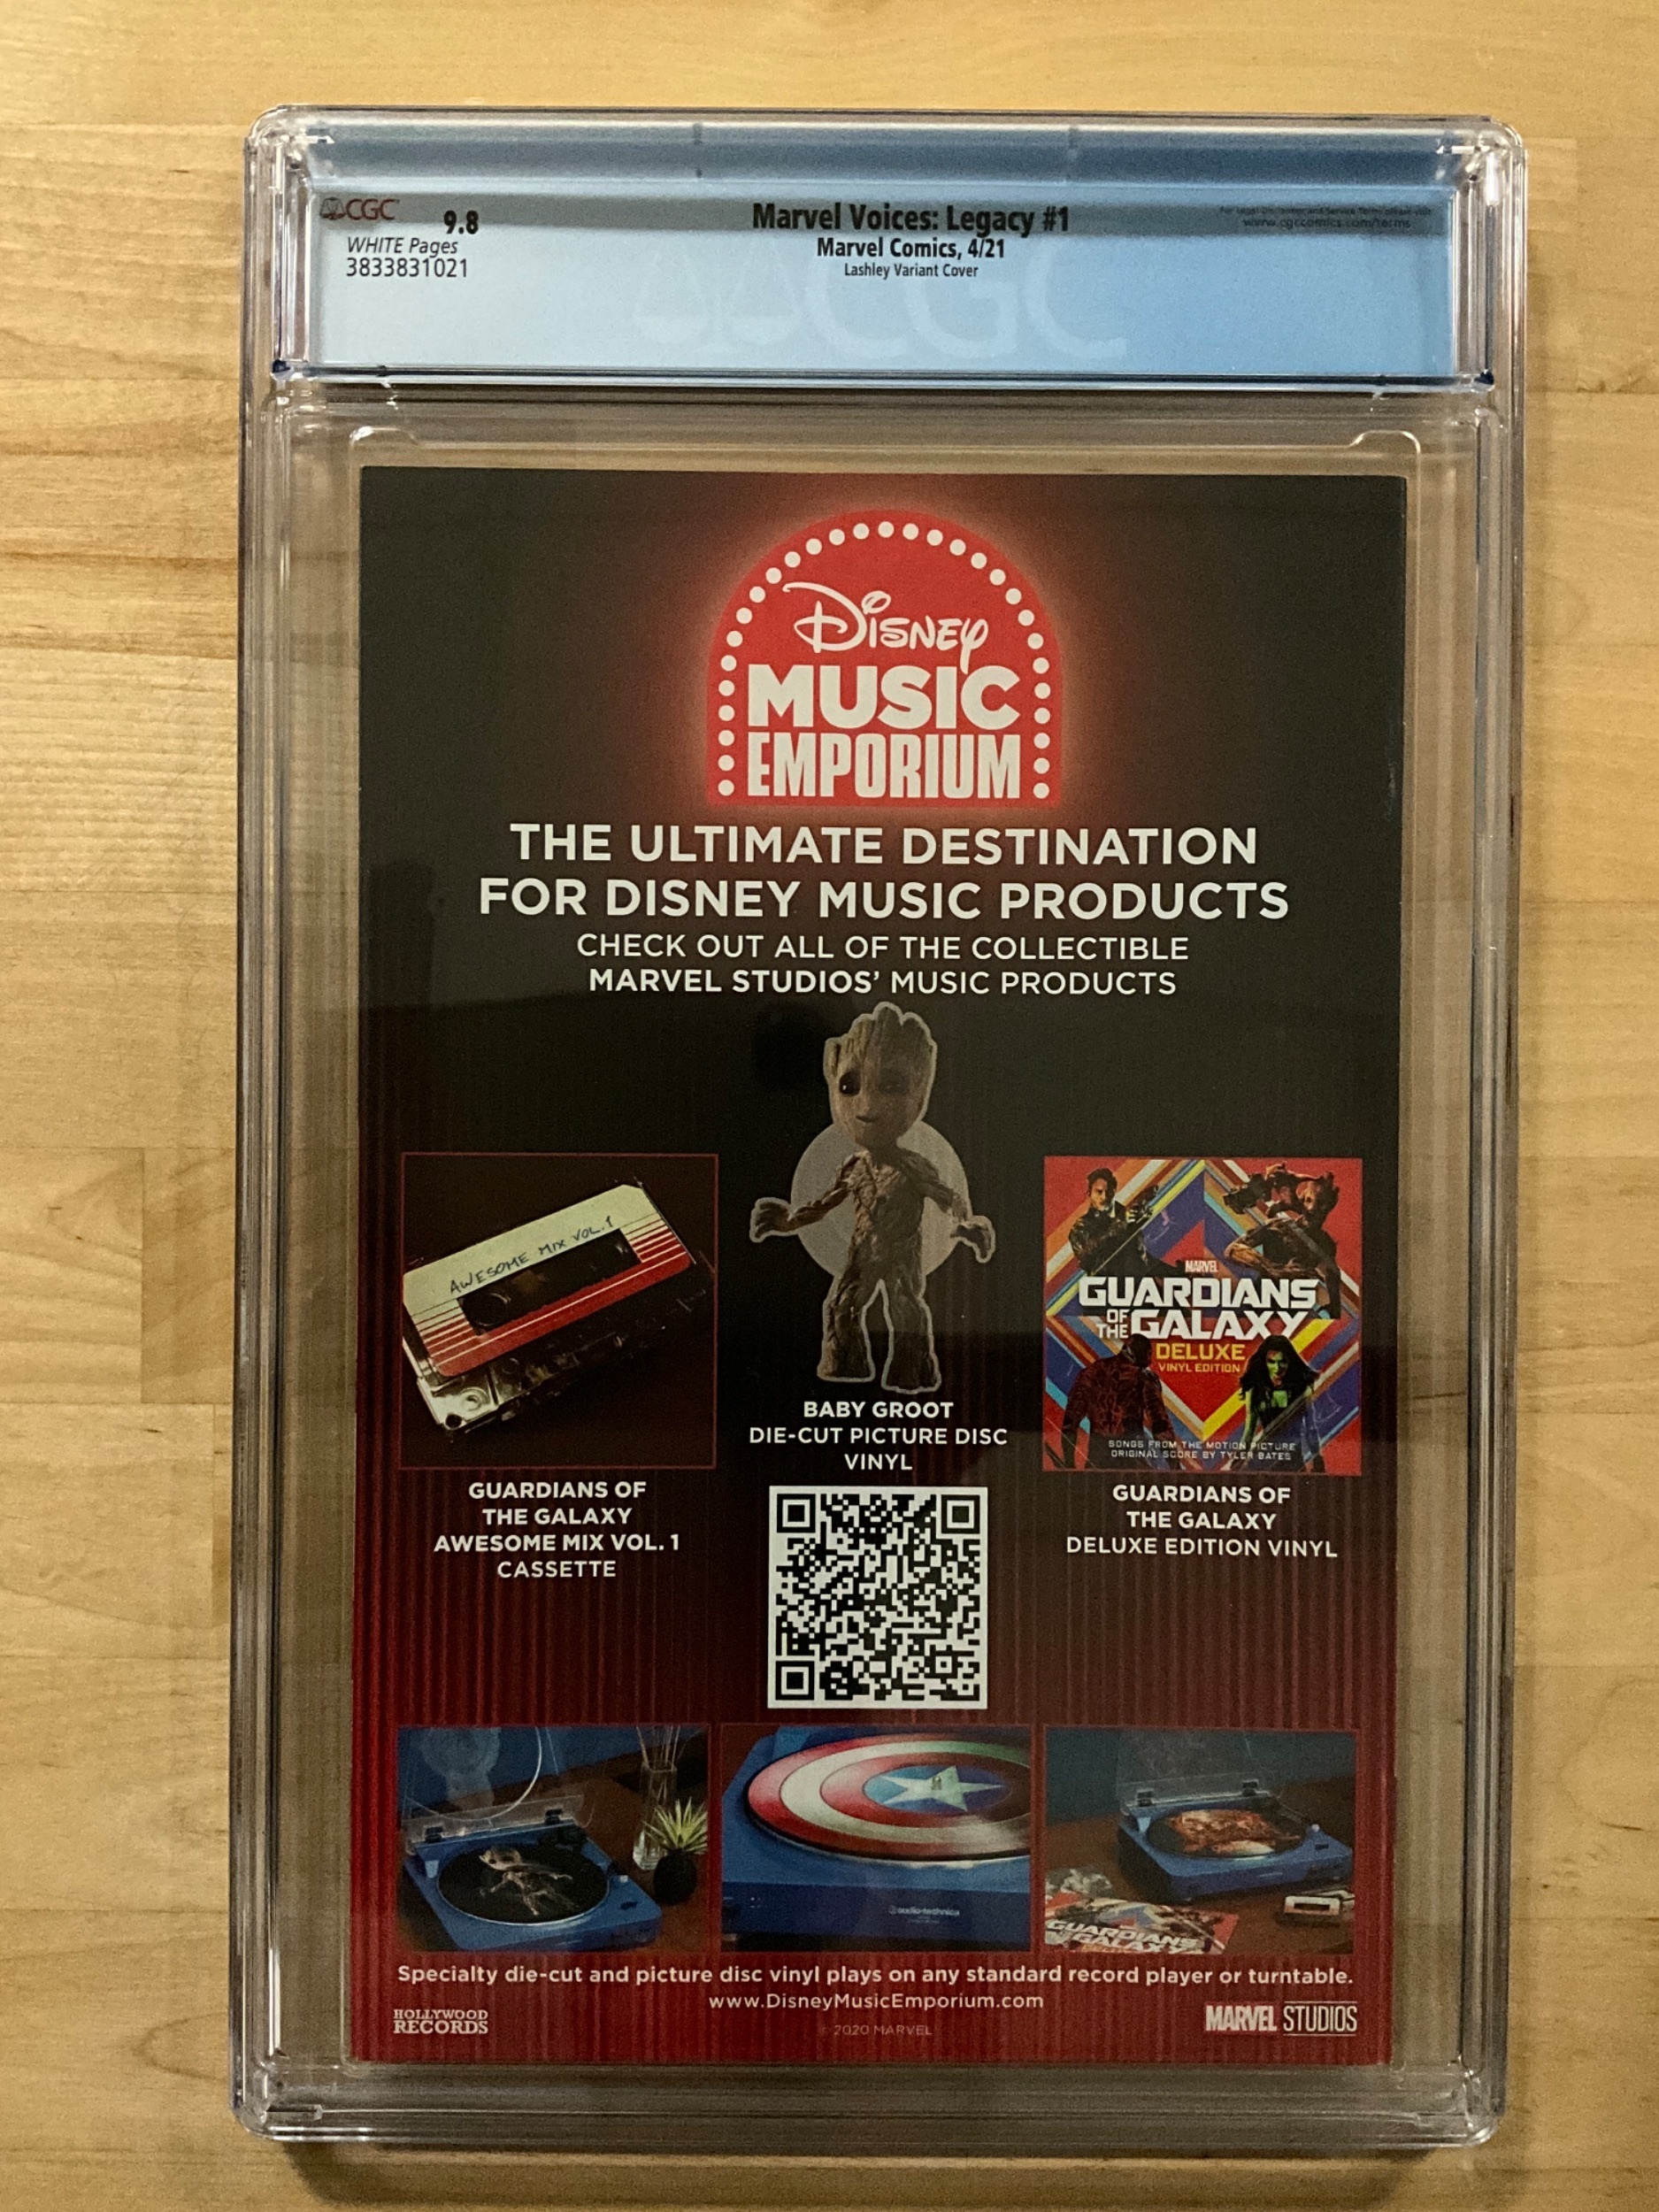 CGC
9.8
WHITE Pages
3833831021
Marvel Voices: Legacy #1
Marvel Comics, 4/21
Lashley Variant Cover
www.cgccomics.com/terms
CGC
DISNEY
MUSIC
EMPORIUM
THE ULTIMATE DESTINATION
FOR DISNEY MUSIC PRODUCTS
CHECK OUT ALL OF THE COLLECTIBLE
MARVEL STUDIOS' MUSIC PRODUCTS
AWESOME MIX VOL. 1
MARVEL
GUARDIANS
OF
THE GALAXY
DELUXE
VINYL EDITION
SONGS FROM THE MOTION PICTURE
ORIGINAL SCORE BY TYLER BATES
BABY GROOT
DIE-CUT PICTURE DISC
VINYL
GUARDIANS OF
THE GALAXY
AWESOME MIX VOL. 1
CASSETTE
GUARDIANS OF
THE GALAXY
DELUXE EDITION VINYL
audio-technica
GUARDIANS
GALAXY
Specialty die-cut and picture disc vinyl plays on any standard record player or turntable.
www.DisneyMusicEmporium.com
HOLLYWOOD
RECORDS
© 2020 MARVEL
MARVEL STUDIOS